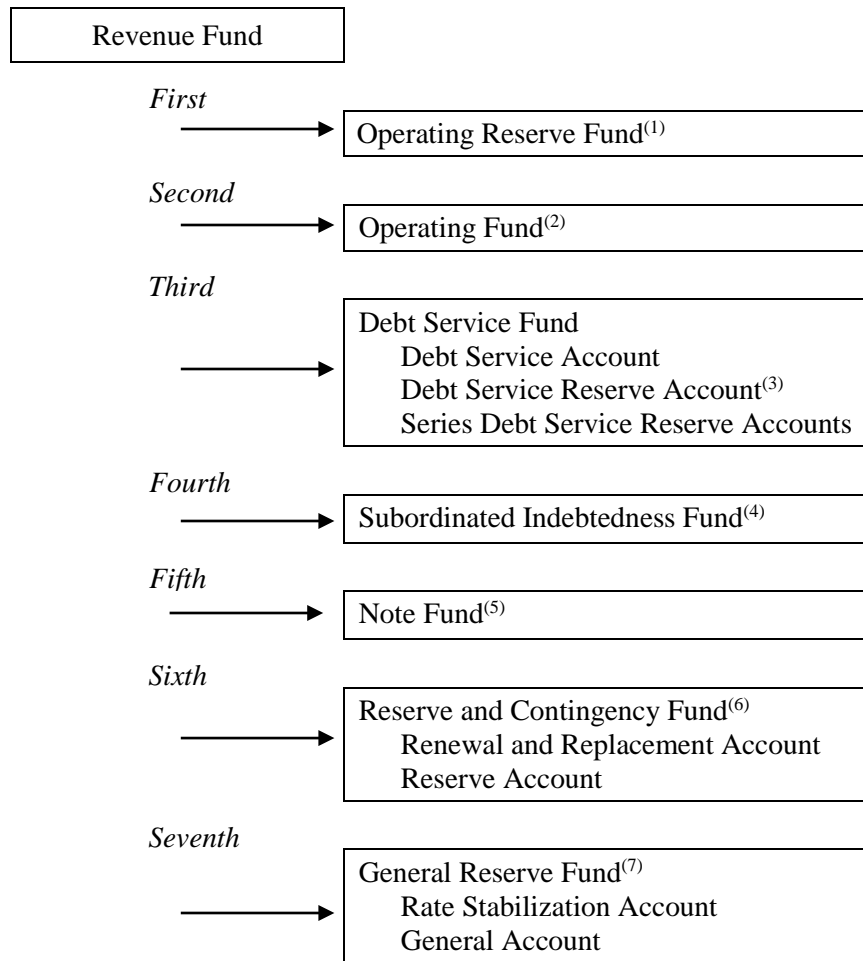 Revenue Fund
First
Operating Reserve Fund(1)
Second
Operating Fund(2)
Third
Debt Service Fund
Debt Service Account
Debt Service Reserve Account(3)
Series Debt Service Reserve Accounts
Fourth
Subordinated Indebtedness Fund(4)
Fifth
Note Fund(5)
Sixth
Reserve and Contingency Fund(6)
Renewal and Replacement Account
Reserve Account
Seventh
General Reserve Fund(7)
Rate Stabilization Account
General Account